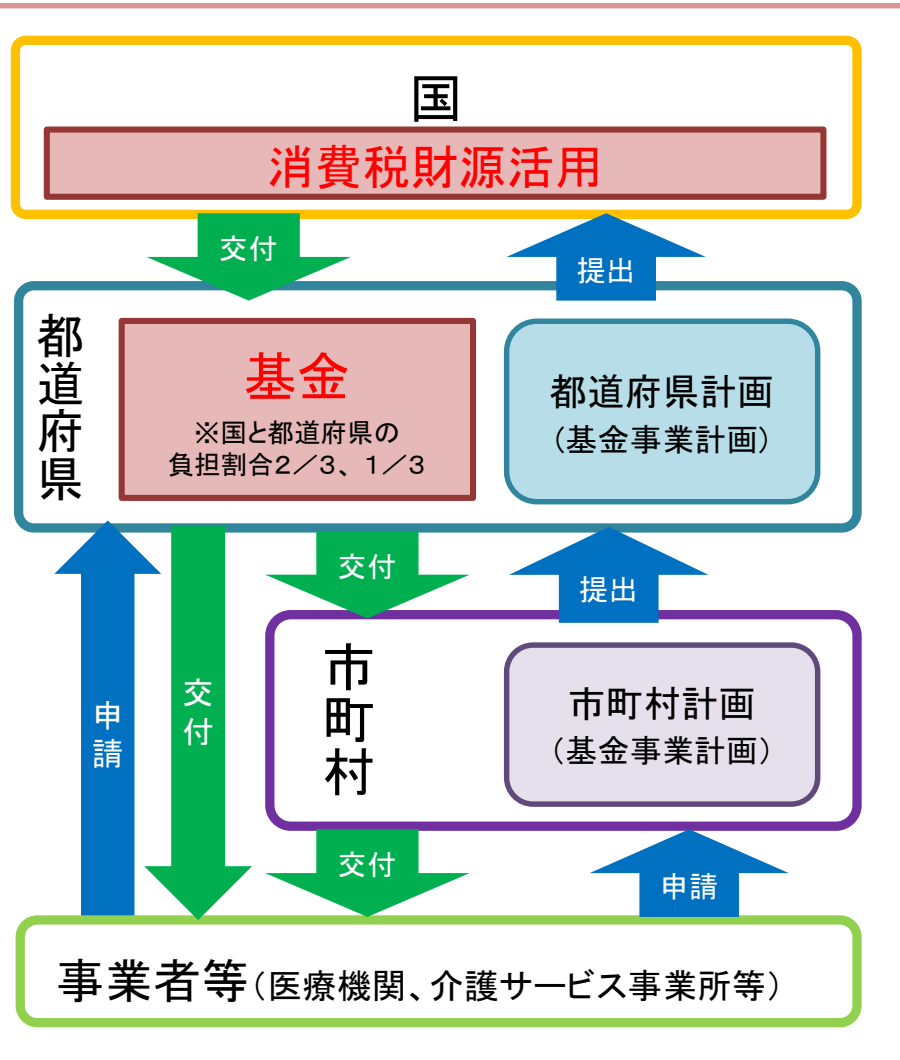 国
消費税財源活用
交付
提出
都道府県
基金
※国と都道府県の
負担割合2／3、1／3
都道府県計画
（基金事業計画）
申請
交付
交付
提出
市町村
市町村計画
（基金事業計画）
交付
申請
事業者等（医療機関、介護サービス事業所等）